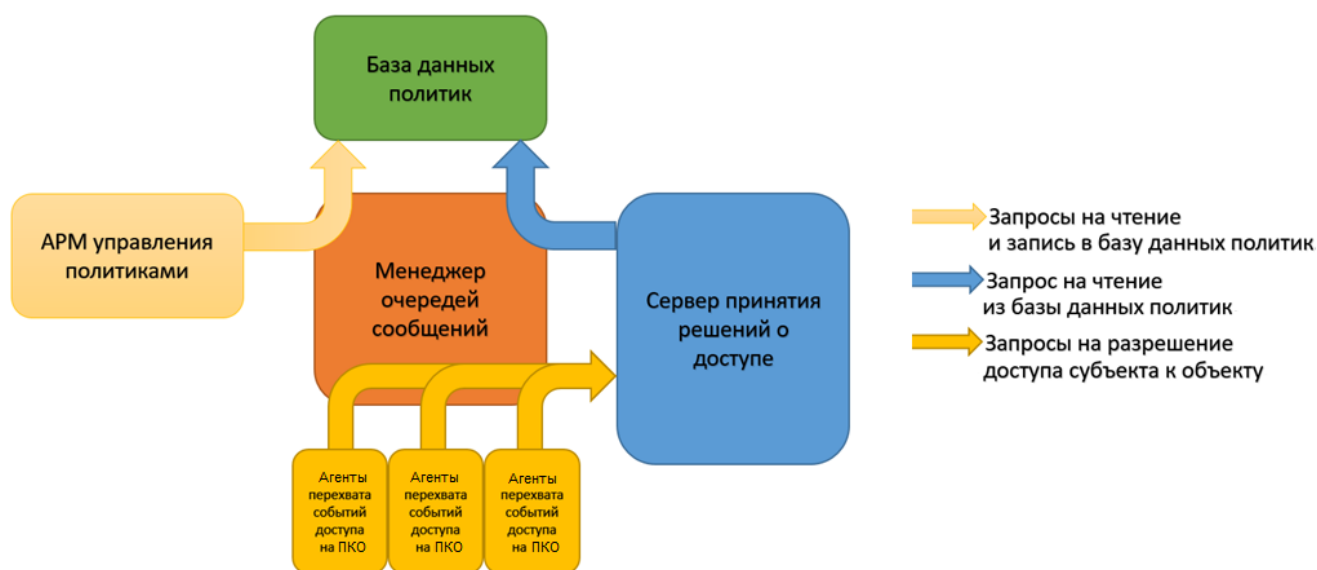 База данных
политик
АРМ управления
политиками
Менеджер
очередей
сообщений
Сервер принятия
решений о
доступе
Агенты
перехвата
событий
доступа
на ПКО
Агенты
перехвата
событий
доступа
на ПКО
Агенты
перехвата
событий
доступа
на ПКО
Запросы на чтение
и запись в базу данных политик
Запрос на чтение
из базы данных политик
Запросы на разрешение
доступа субъекта к объекту